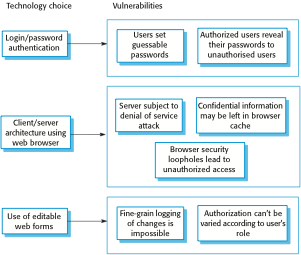 Technology choice
Vulnerabilities
Login/password
authentication
Users set
guessable
passwords
Authorized users reveal
their passwords to
unauthorised users
Client/server
architecture using
web browser
Server subject to
denial of service
attack
Confidential information
may be left in browser
cache
Browser security
loopholes lead to
unauthorized access
Use of editable
web forms
Fine-grain logging
of changes is
impossible
Authorization can't be
varied according to user's
role